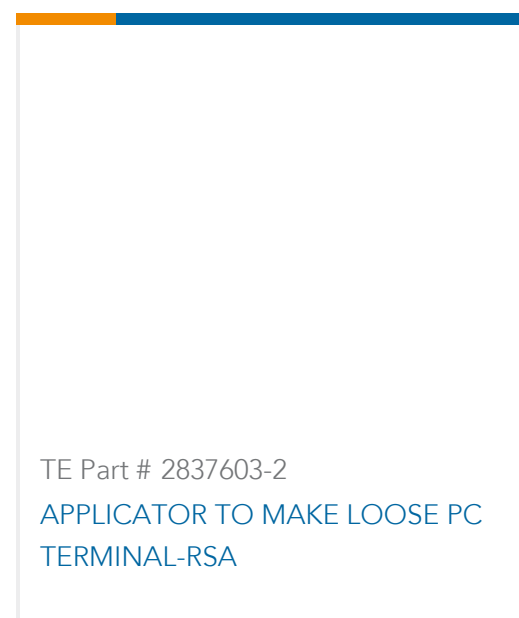 TE Part # 2837603-2
APPLICATOR TO MAKE LOOSE PC
TERMINAL-RSA